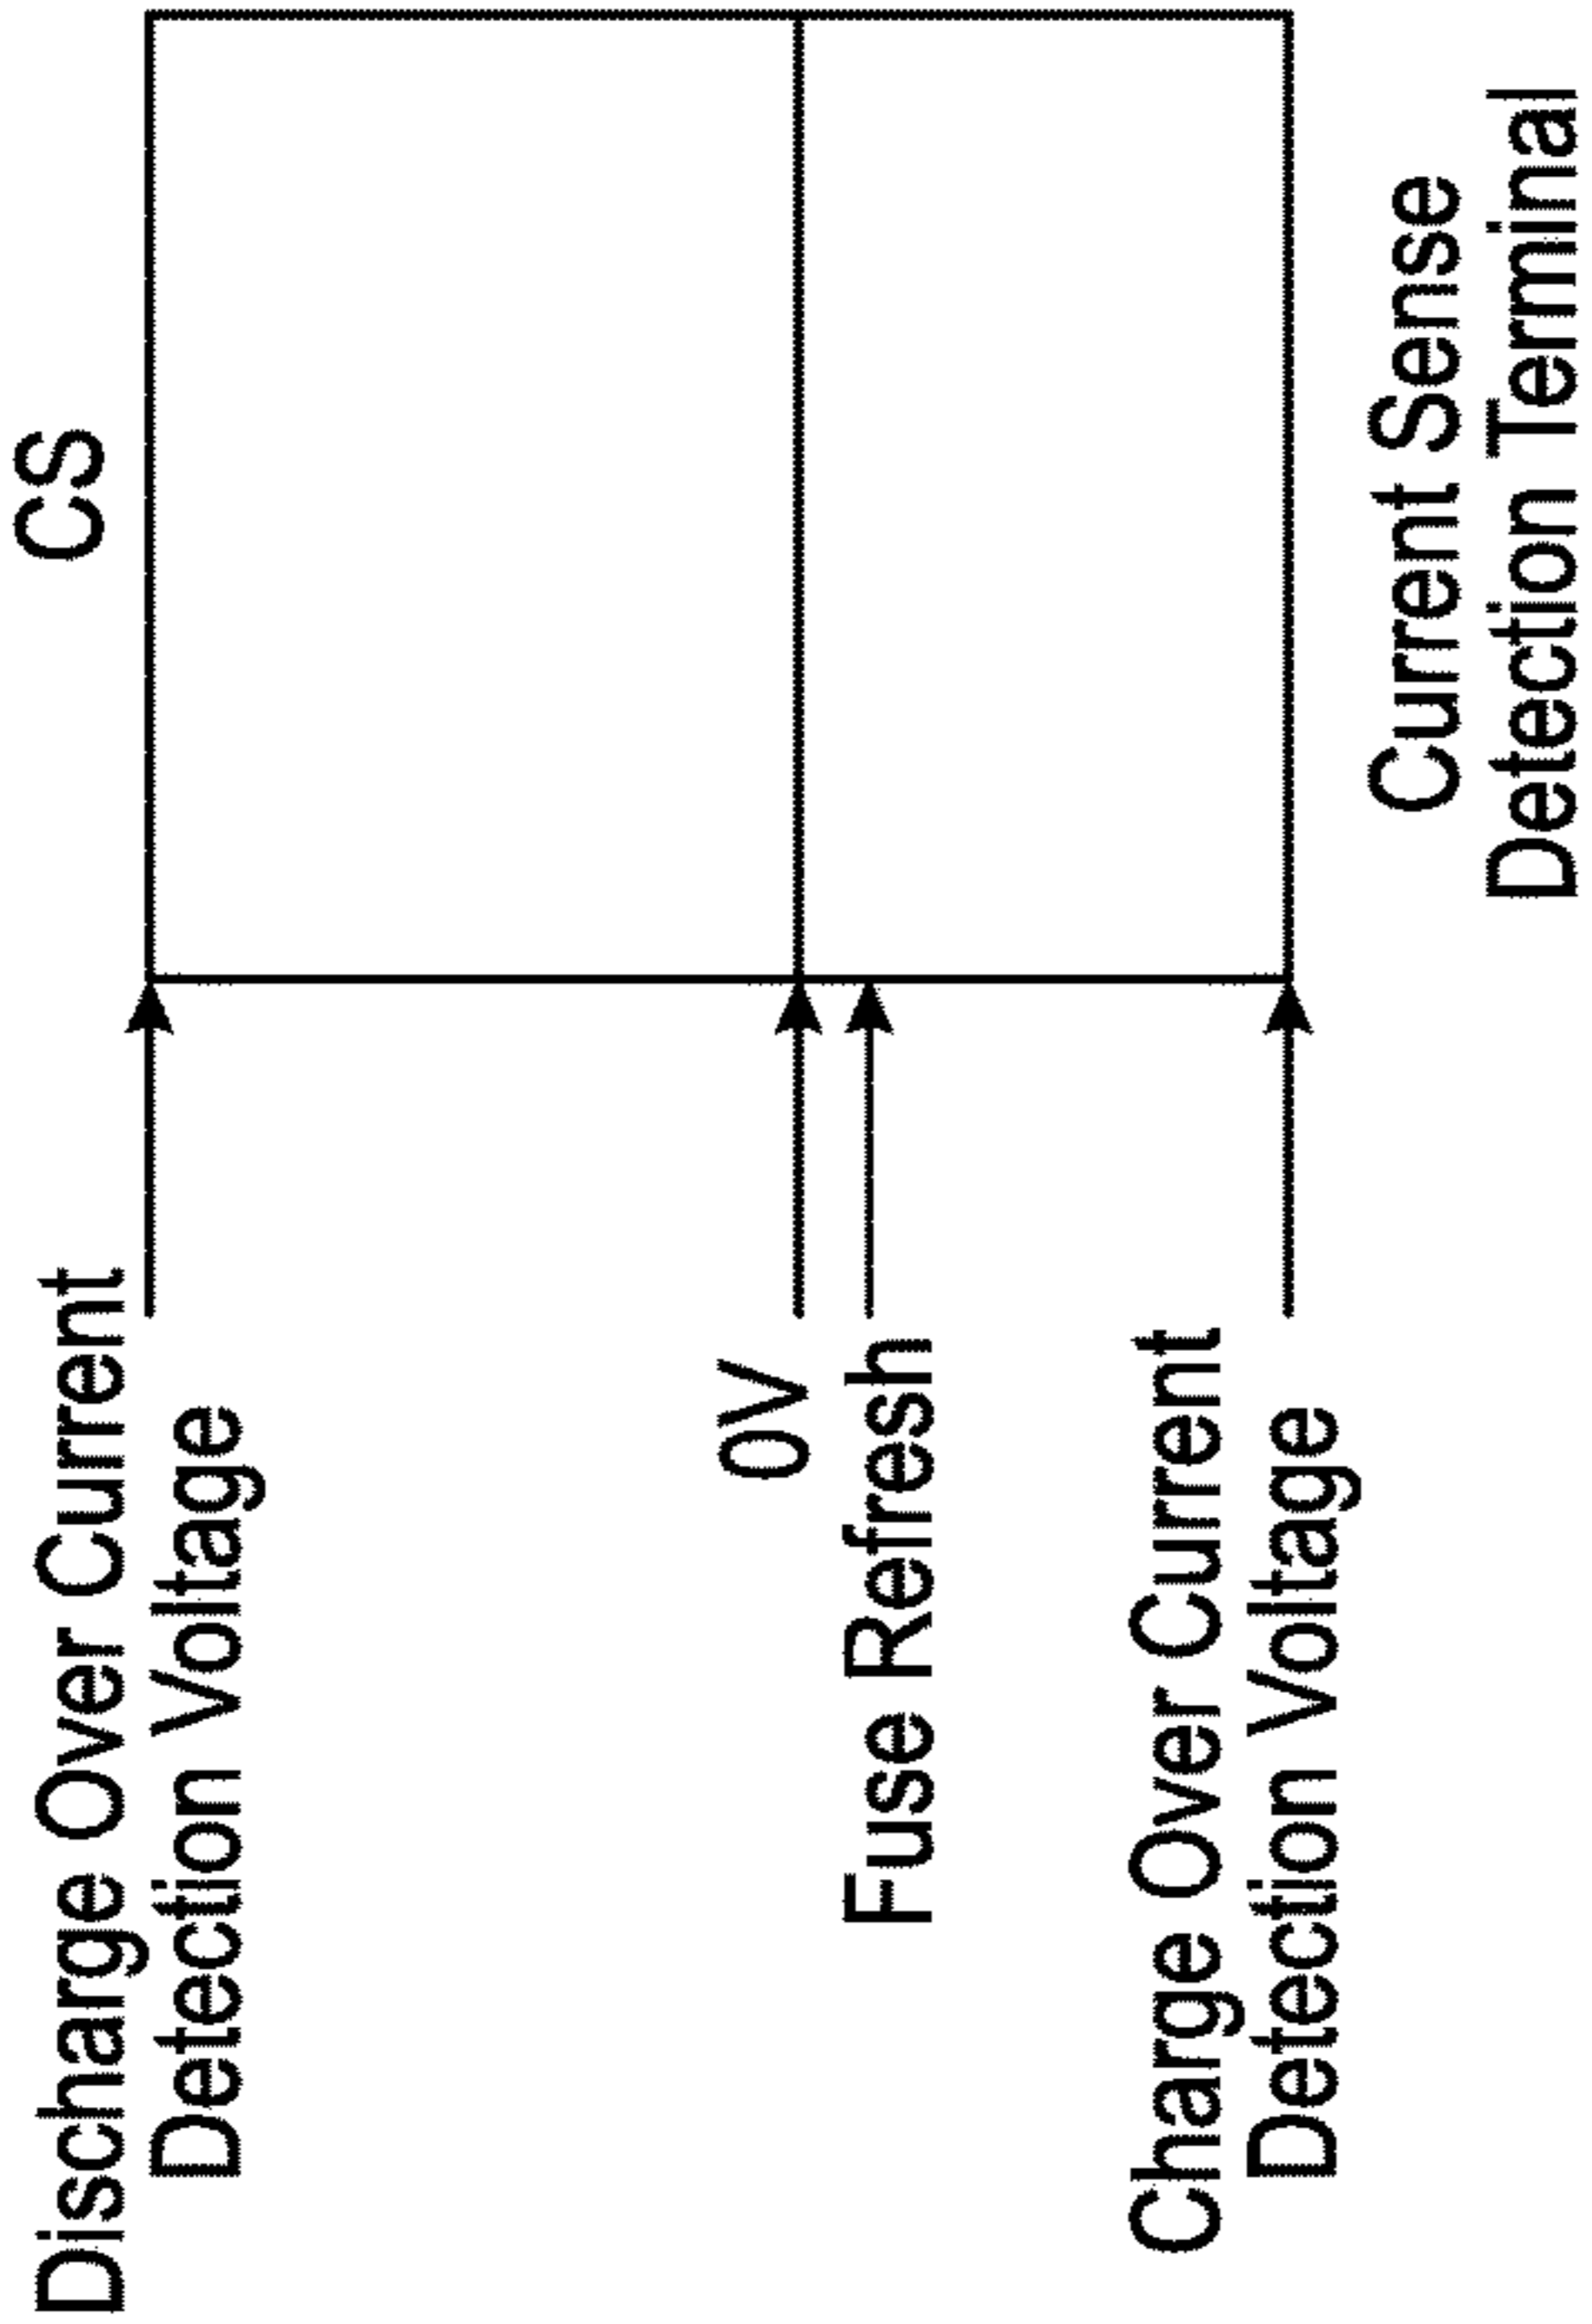 CS
Discharge Over Current
Detection Voltage
0V
Fuse Refresh
Charge Over Current
Detection Voltage
Current Sense
Detection Terminal